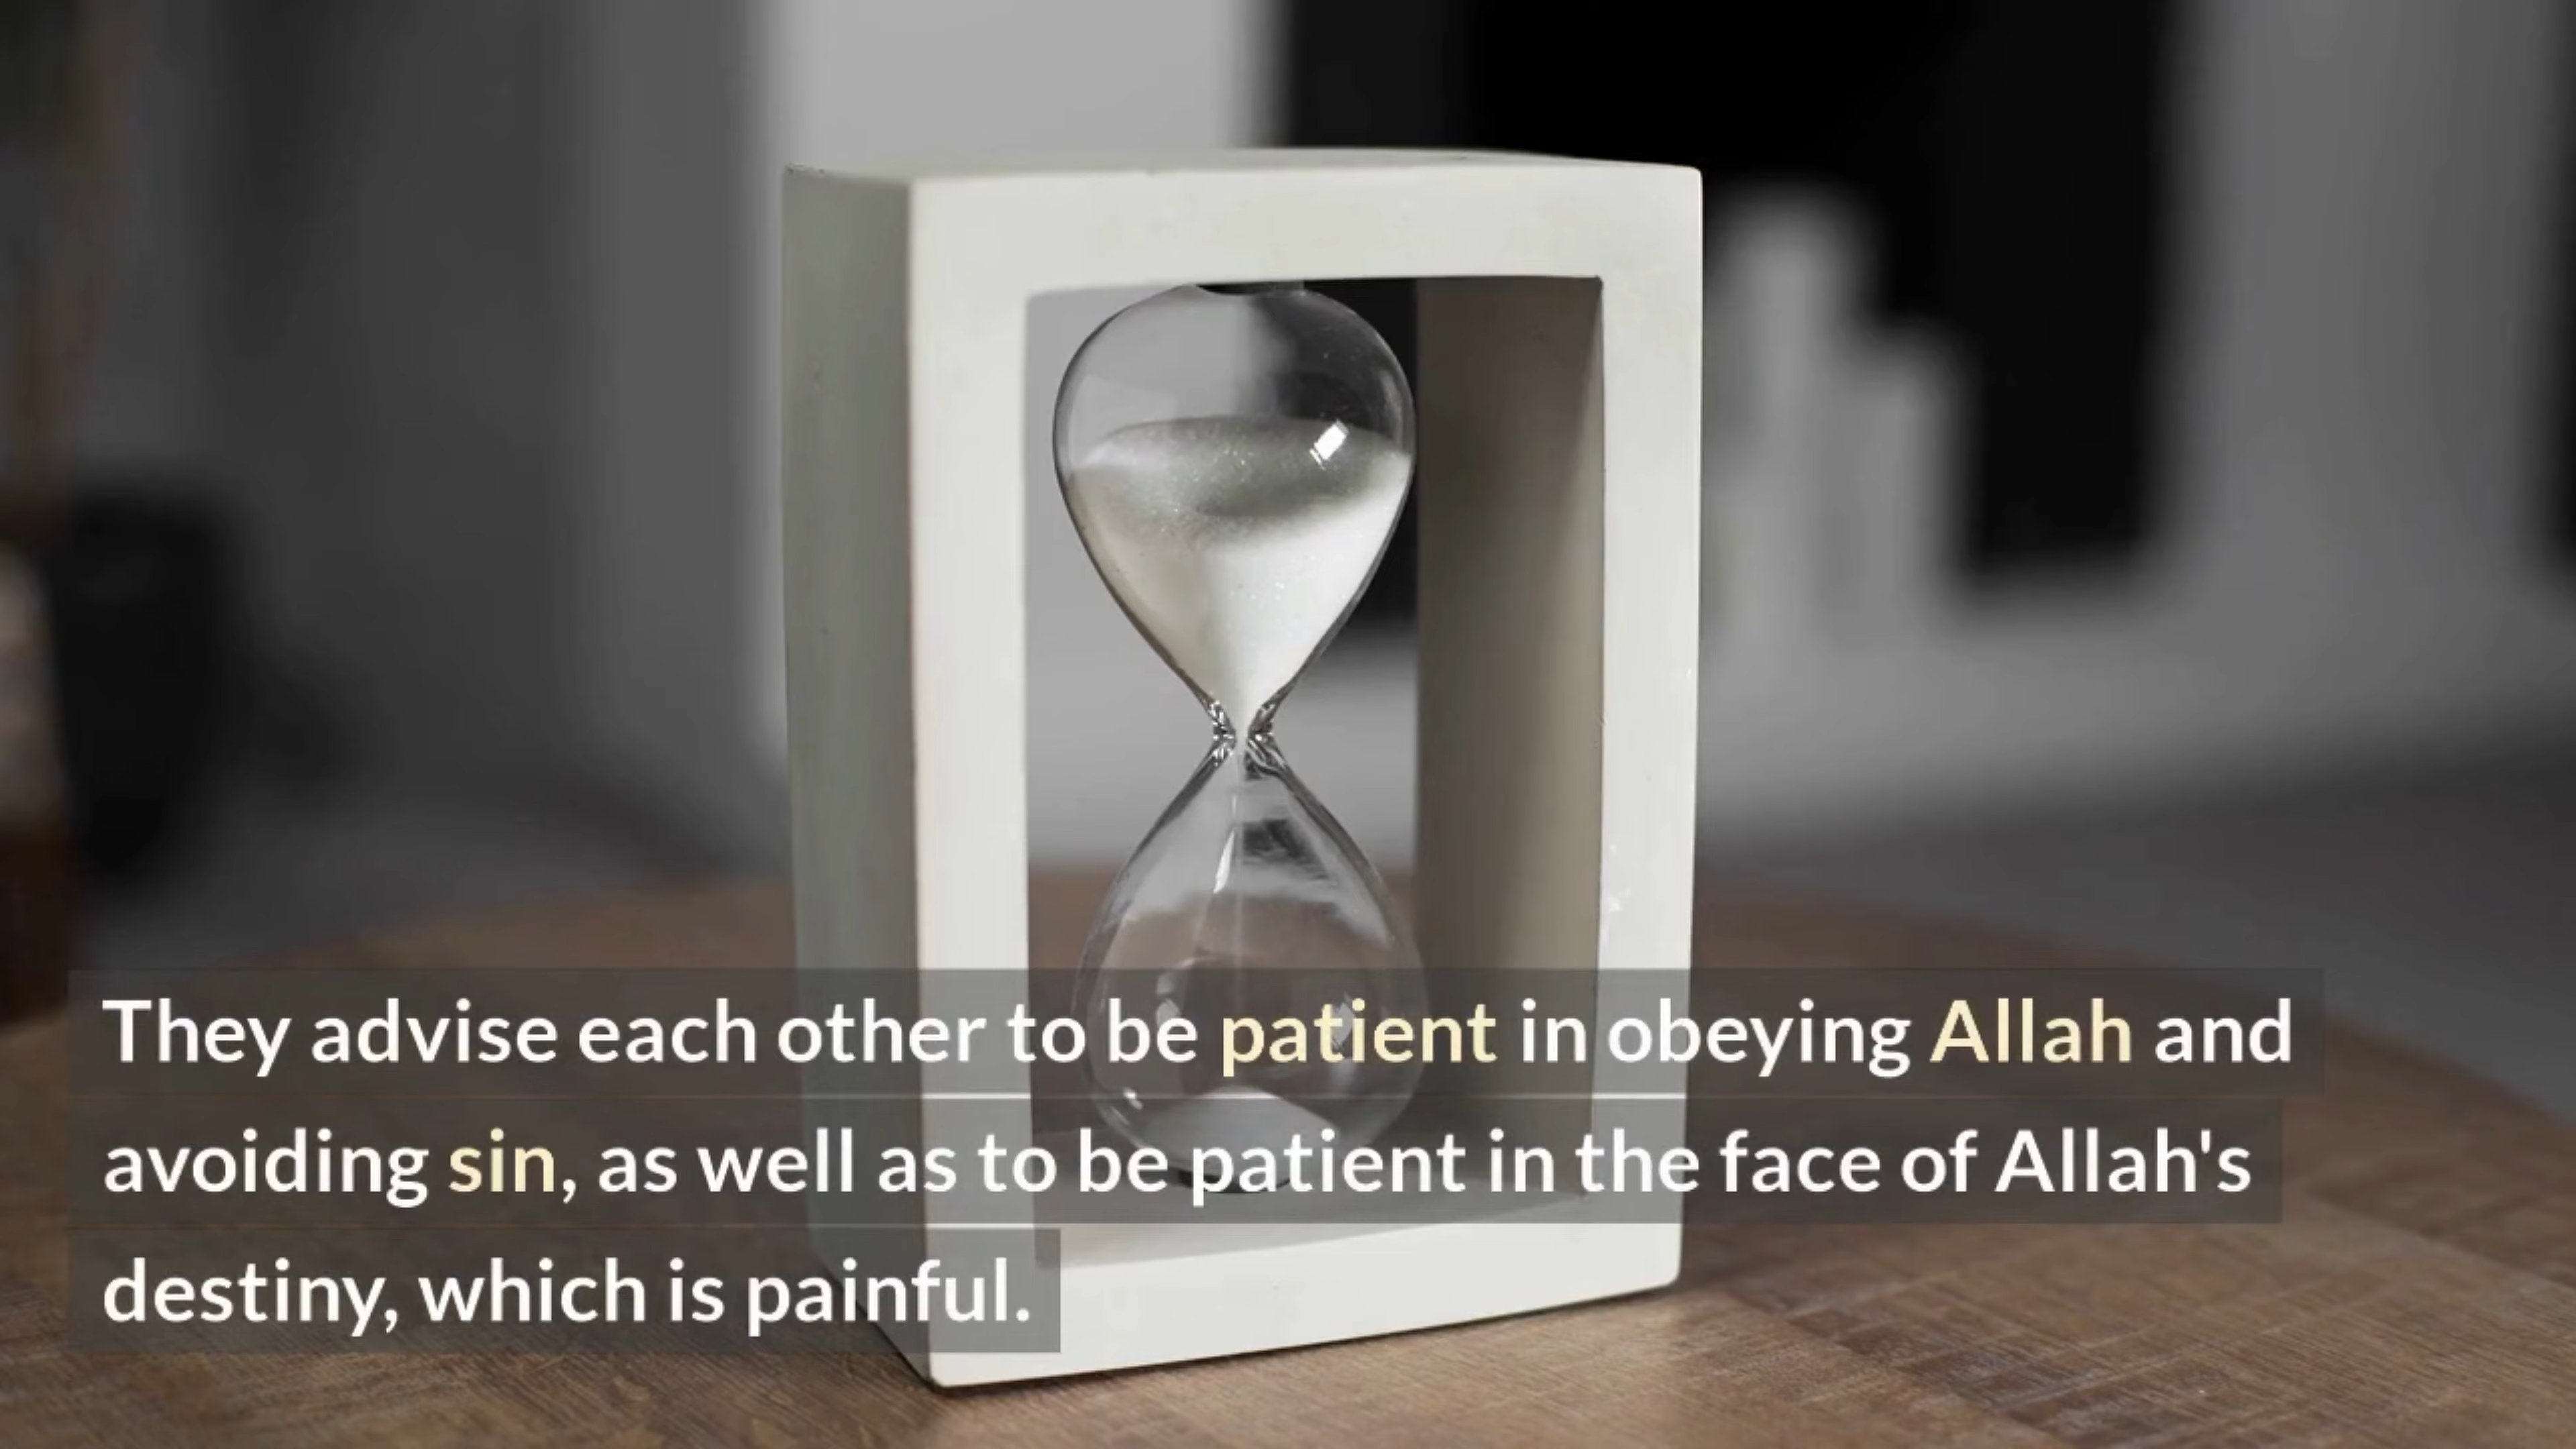 They advise each other to be patient in obeying Allah and
avoiding sin, as well as to be patient in the face of Allah's
destiny, which is painful.